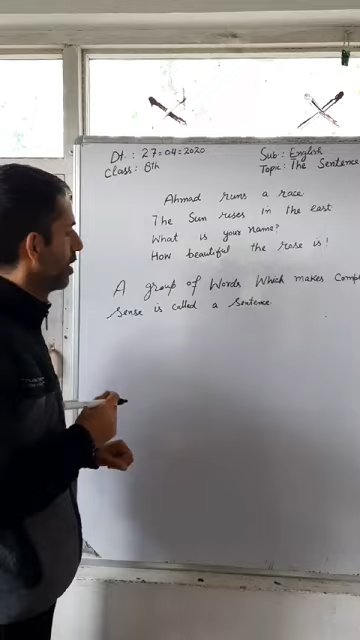 Dt. : 27=04=2020 Sub: English
Class: 8th Topic: The Sentence
Ahmad runs a race
The Sun rises in the east
What is your name?
How beautiful the rose is!
A group of Words Which makes Comp
Sense is called a Sentence